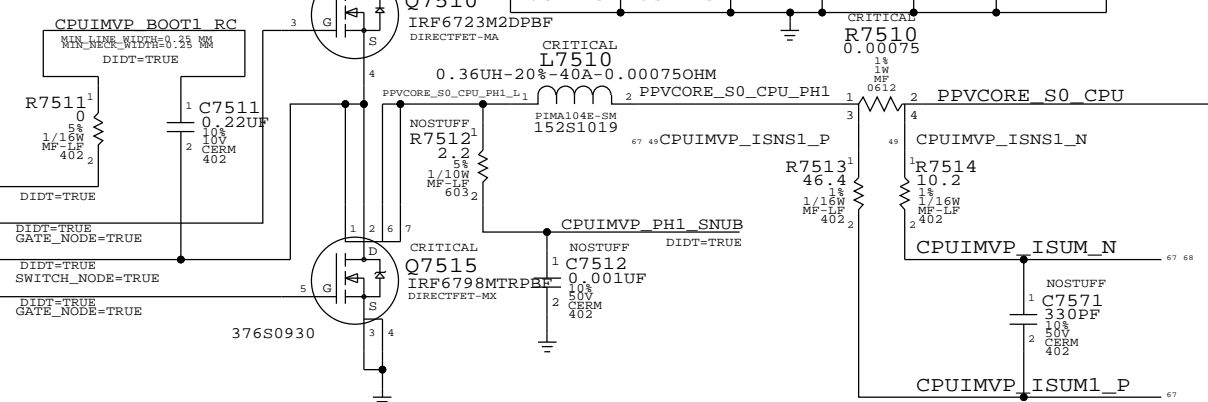 CPUIMVP_BOOT1_RC
MIN_LINE_WIDTH=0.25 MM
MIN_NECK_WIDTH=0.25 MM
DIDT=TRUE
R7511
1
0
5%
1/16W
MF-LF
402
2
1
C7511
0.22UF
10%
10V
2
CERM
402
DIDT=TRUE
DIDT=TRUE
GATE_NODE=TRUE
DIDT=TRUE
SWITCH_NODE=TRUE
DIDT=TRUE
GATE_NODE=TRUE
Q7510
IRF6723M2DPBF
DIRECTFET-MA
3
G
S
4
CRITICAL
L7510
0.36UH-20%-40A-0.00075OHM
PPVCORE_S0_CPU_PH1_L
1
2
PIMA104E-SM
152S1019
PPVCORE_S0_CPU_PH1
NOSTUFF
R7512
1
2.2
5%
1/10W
MF-LF
603
2
1
2
6
7
D
CRITICAL
Q7515
IRF6798MTRPBF
DIRECTFET-MX
5
G
S
3
4
376S0930
CPUIMVP_PH1_SNUB
DIDT=TRUE
NOSTUFF
1
C7512
0.001UF
10%
50V
2
CERM
402
CRITICAL
R7510
0.00075
1%
1W
MF
0612
1
2
3
4
PPVCORE_S0_CPU
67 49
CPUIMVP_ISNS1_P
49
CPUIMVP_ISNS1_N
R7513
1
46.4
1%
1/16W
MF-LF
402
2
1
R7514
10.2
1%
1/16W
MF-LF
402
2
CPUIMVP_ISUM_N
67 68
NOSTUFF
1
C7571
330PF
10%
50V
2
CERM
402
CPUIMVP_ISUM1_P
67